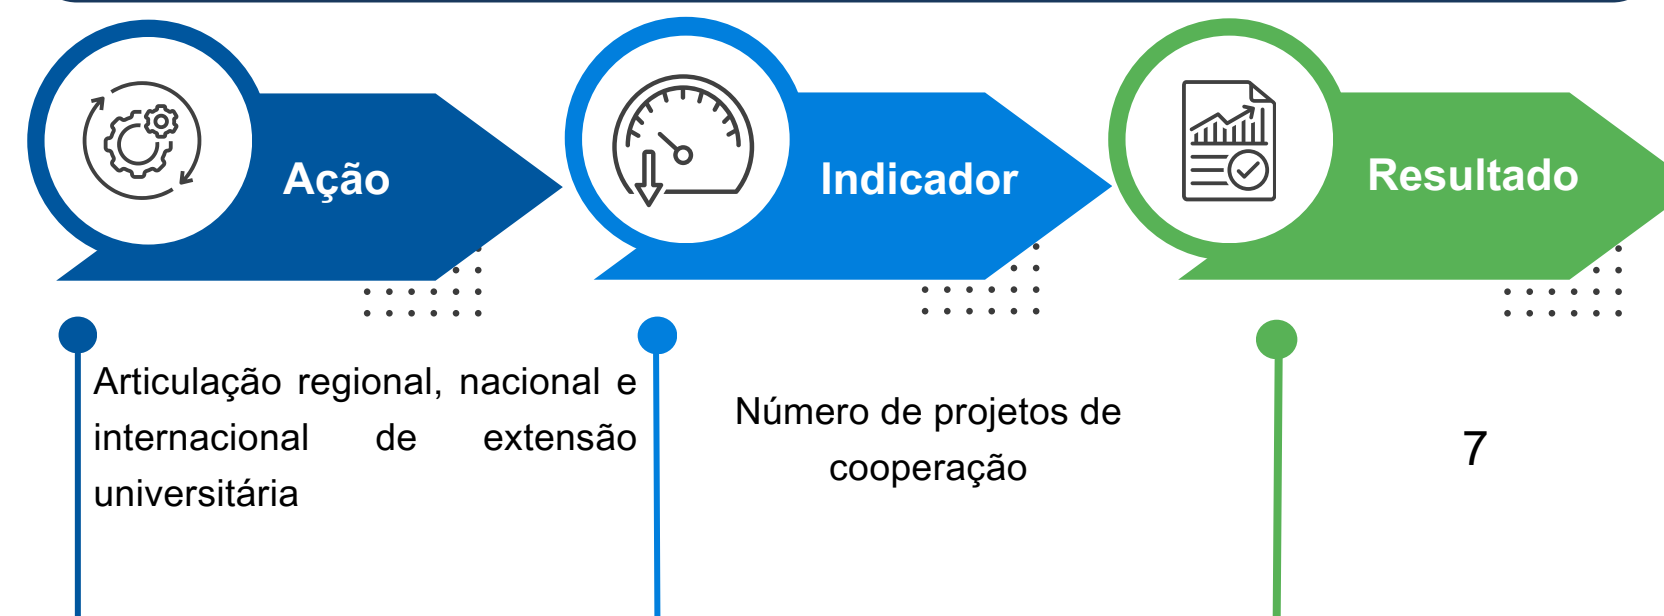 Ação
Indicador
Resultado
Articulação regional, nacional e
internacional de extensão
universitária
Número de projetos de
cooperação
7